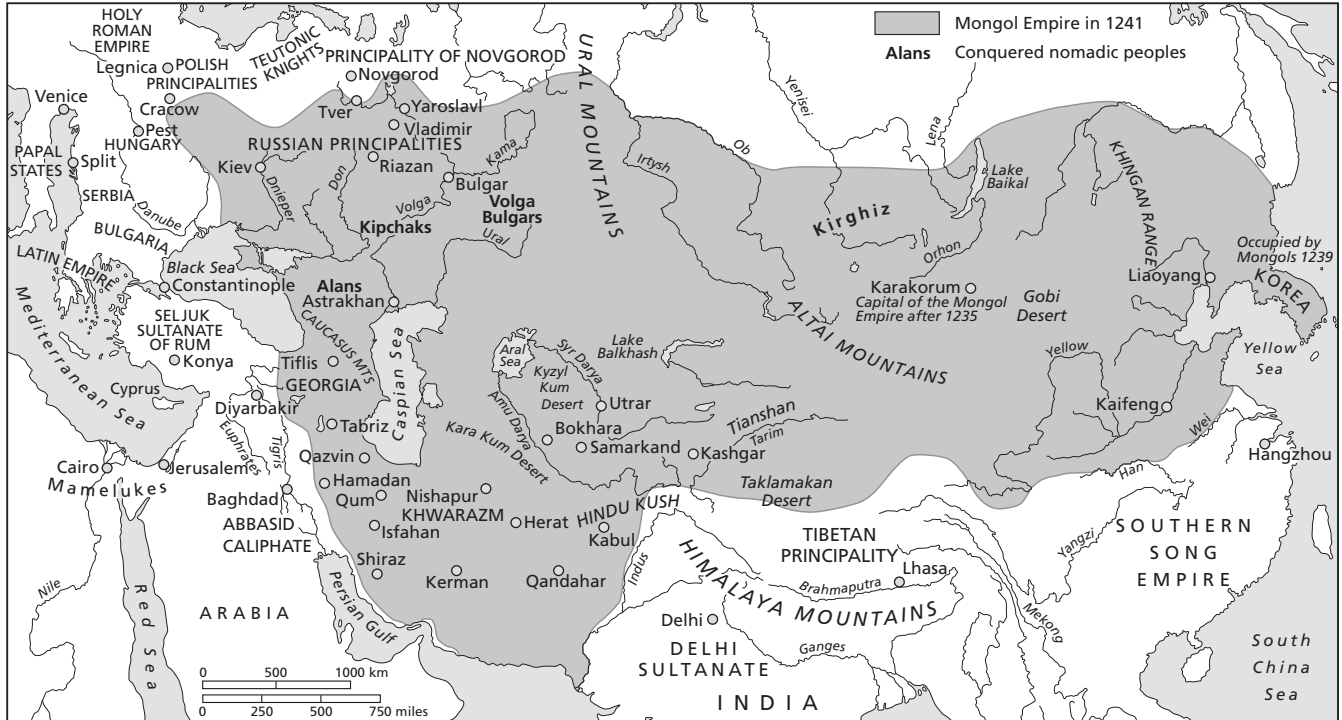 Mongol Empire in 1241
Alans Conquered nomadic peoples
HOLY
ROMAN
EMPIRE
Legnica
POLISH
PRINCIPALITIES
TEUTONIC
KNIGHTS
PRINCIPALITY OF NOVGOROD
Novgorod
URAL MOUNTAINS
Yenisei
Lena
Ob
Irtysh
Venice
Cracow
Tver
Yaroslavl
Vladimir
Pest
HUNGARY
RUSSIAN PRINCIPALITIES
PAPAL
STATES
Split
Kiev
Riazan
Kama
Don
Dnieper
Bulgar
Volga
Bulgars
Volga
Kipchaks
Ural
SERBIA
Danube
BULGARIA
Kirghiz
Lake
Baikal
KHINGAN RANGE
Orhon
Occupied by
Mongols 1239
KOREA
Liaoyang
LATIN EMPIRE
Black Sea
Constantinople
Alans
Astrakhan
Karakorum
Capital of the Mongol
Empire after 1235
Gobi
Desert
ALTAI MOUNTAINS
Mediterranean Sea
SELJUK
SULTANATE
OF RUM
Konya
CAUCASUS MTS
Tiflis
GEORGIA
Caspian Sea
Aral
Sea
Syr Darya
Lake
Balkhash
Kyzyl
Kum
Desert
Utrar
Yellow
Yellow
Sea
Cyprus
Diyarbakir
Tabriz
Amu Darya
Bokhara
Samarkand
Tianshan
Tarim
Kashgar
Kaifeng
Wei
Euphrates
Tigris
Kara Kum Desert
Cairo
Mamelukes
Jerusalem
Qazvin
Hamadan
Qum
Nishapur
KHWARAZM
Herat
HINDU KUSH
Kabul
Taklamakan
Desert
Han
Hangzhou
Baghdad
ABBASID
CALIPHATE
Isfahan
Shiraz
Kerman
Qandahar
Indus
TIBETAN
PRINCIPALITY
Lhasa
Brahmaputra
HIMALAYA MOUNTAINS
Yangzi
SOUTHERN
SONG
EMPIRE
Nile
Red Sea
ARABIA
Persian Gulf
Delhi
DELHI
SULTANATE
Ganges
INDIA
Mekong
South
China
Sea
0 500 1000 km
0 250 500 750 miles